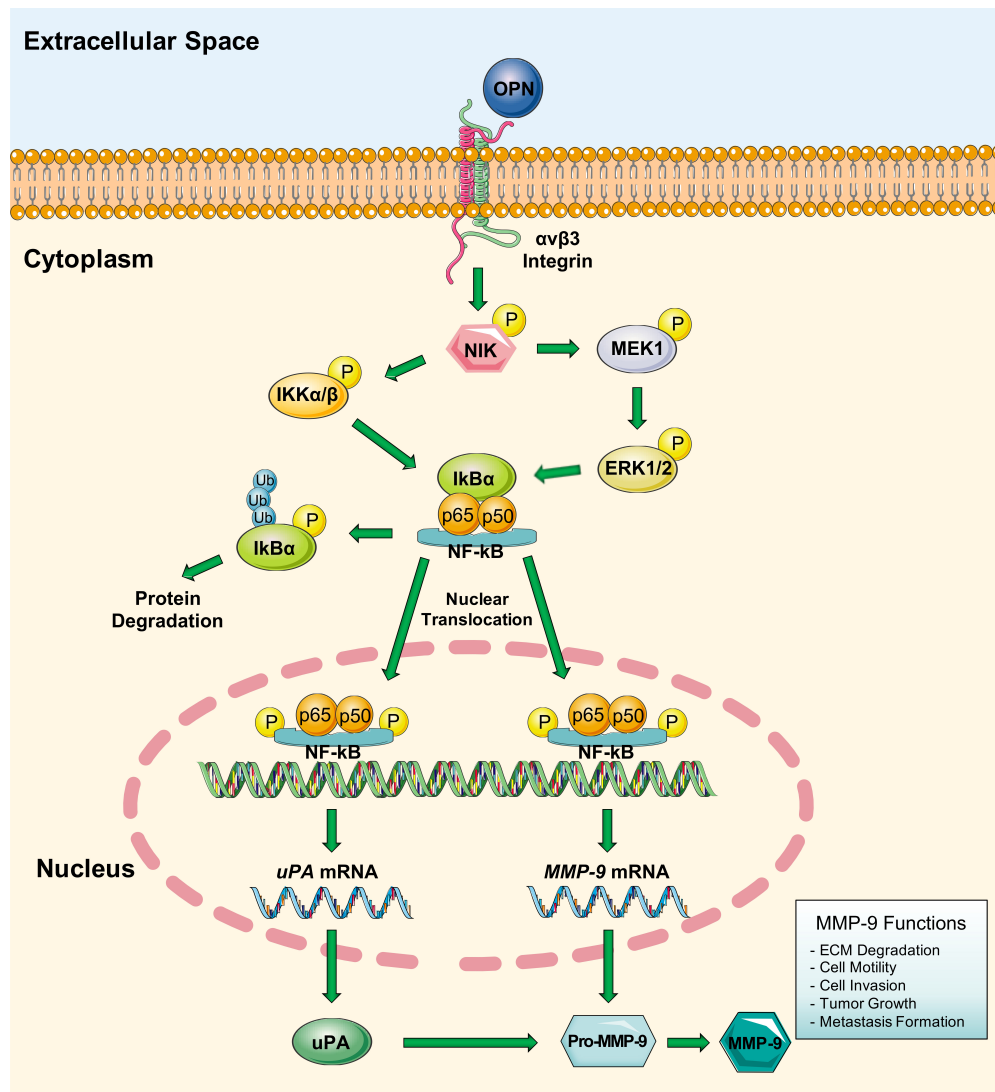 Extracellular Space
OPN
αvβ3
Integrin
Cytoplasm
P
NIK
P
MEK1
P
IKKα/β
P
ERK1/2
IkBα
p65 p50
NF-kB
Ub
Ub
Ub
P
IkBα
Protein
Degradation
Nuclear
Translocation
P
p65 p50
P
NF-kB
P
p65 p50
P
NF-kB
Nucleus
uPA mRNA
MMP-9 mRNA
uPA
Pro-MMP-9
MMP-9
MMP-9 Functions
- ECM Degradation
- Cell Motility
- Cell Invasion
- Tumor Growth
- Metastasis Formation